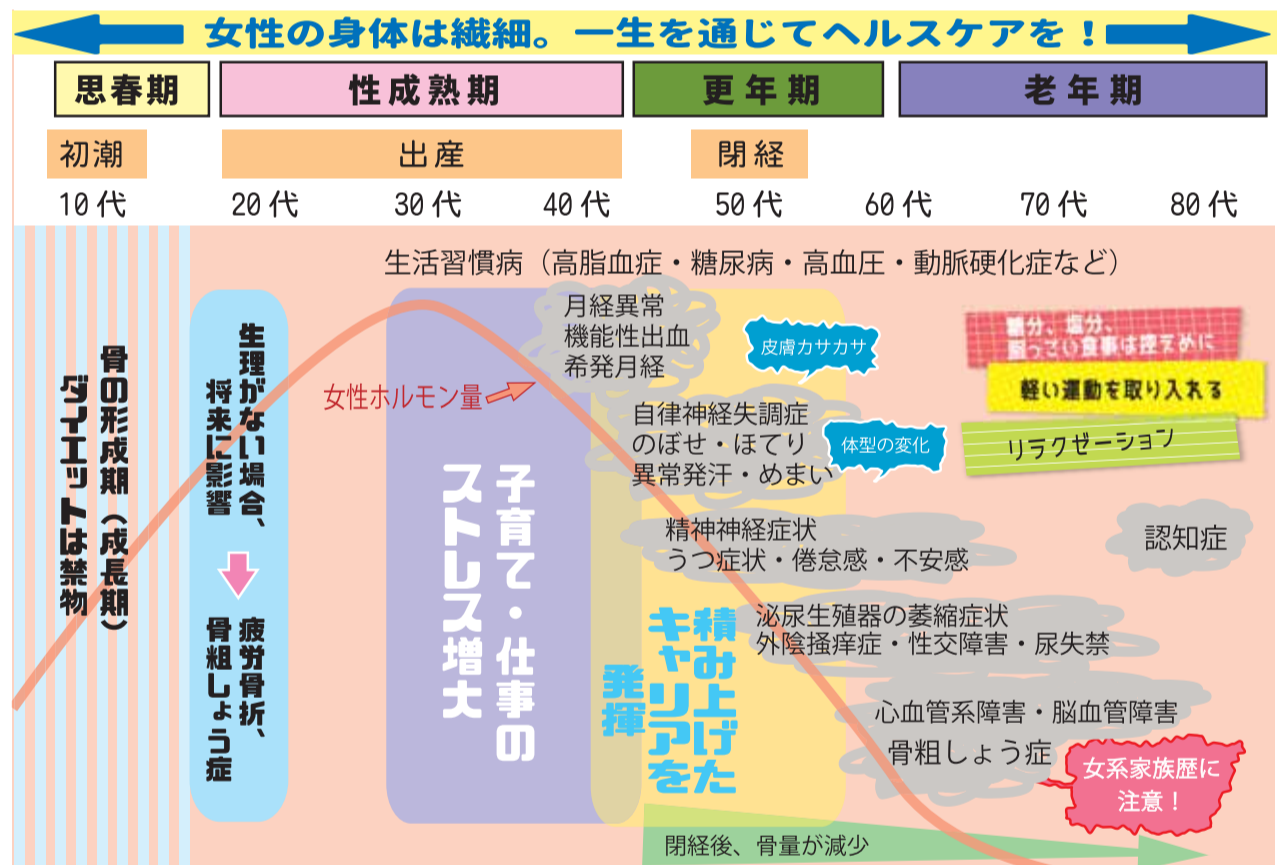 女性の身体は繊細。一生を通じてヘルスケアを！
思春期
性成熟期
更年期
老年期
初潮
出産
閉経
10代
20代
30代
40代
50代
60代
70代
80代
生活習慣病（高脂血症・糖尿病・高血圧・動脈硬化症など）
骨の形成期（成長期）
ダイエットは禁物
生理がない場合、
将来に影響
疲労骨折、
骨粗しょう症
女性ホルモン量
子育て・仕事の
ストレス増大
月経異常
機能性出血
希発月経
皮膚カサカサ
自律神経失調症
のぼせ・ほてり
異常発汗・めまい
体型の変化
糖分、塩分、
脂っこい食事は控えめに
軽い運動を取り入れる
リラクゼーション
精神神経症状
うつ症状・倦怠感・不安感
認知症
積み上げた
キャリアを
発揮
泌尿生殖器の萎縮症状
外陰掻痒症・性交障害・尿失禁
心血管系障害・脳血管障害
骨粗しょう症
女系家族歴に
注意！
閉経後、骨量が減少